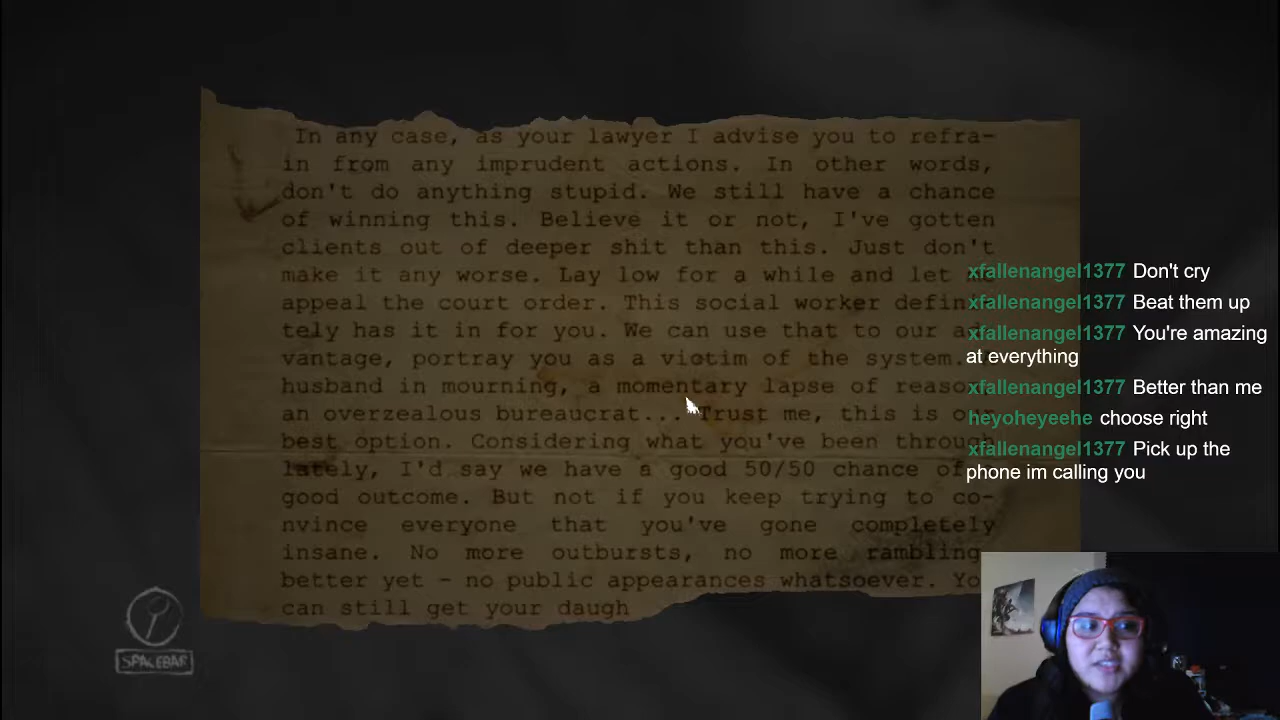 In any case, as your lawyer I advise you to refra-
in from any imprudent actions. In other words,
don't do anything stupid. We still have a chance
of winning this. Believe it or not, I've gotten
clients out of deeper shit than this. Just don't
make it any worse. Lay low for a while and let me
appeal the court order. This social worker defini
tely has it in for you. We can use that to our ad
vantage, portray you as a victim of the system.
husband in mourning, a momentary lapse of reason
an overzealous bureaucrat... Trust me, this is our
best option. Considering what you've been through
lately, I'd say we have a good 50/50 chance of
good outcome. But not if you keep trying to co-
nvince everyone that you've gone completely
insane. No more outbursts, no more rambling
better yet - no public appearances whatsoever. You
can still get your daugh
SPACEBAR
xfallenangel1377 Don't cry
xfallenangel1377 Beat them up
xfallenangel1377 You're amazing
at everything
xfallenangel1377 Better than me
heyoheyeehe choose right
xfallenangel1377 Pick up the
phone im calling you